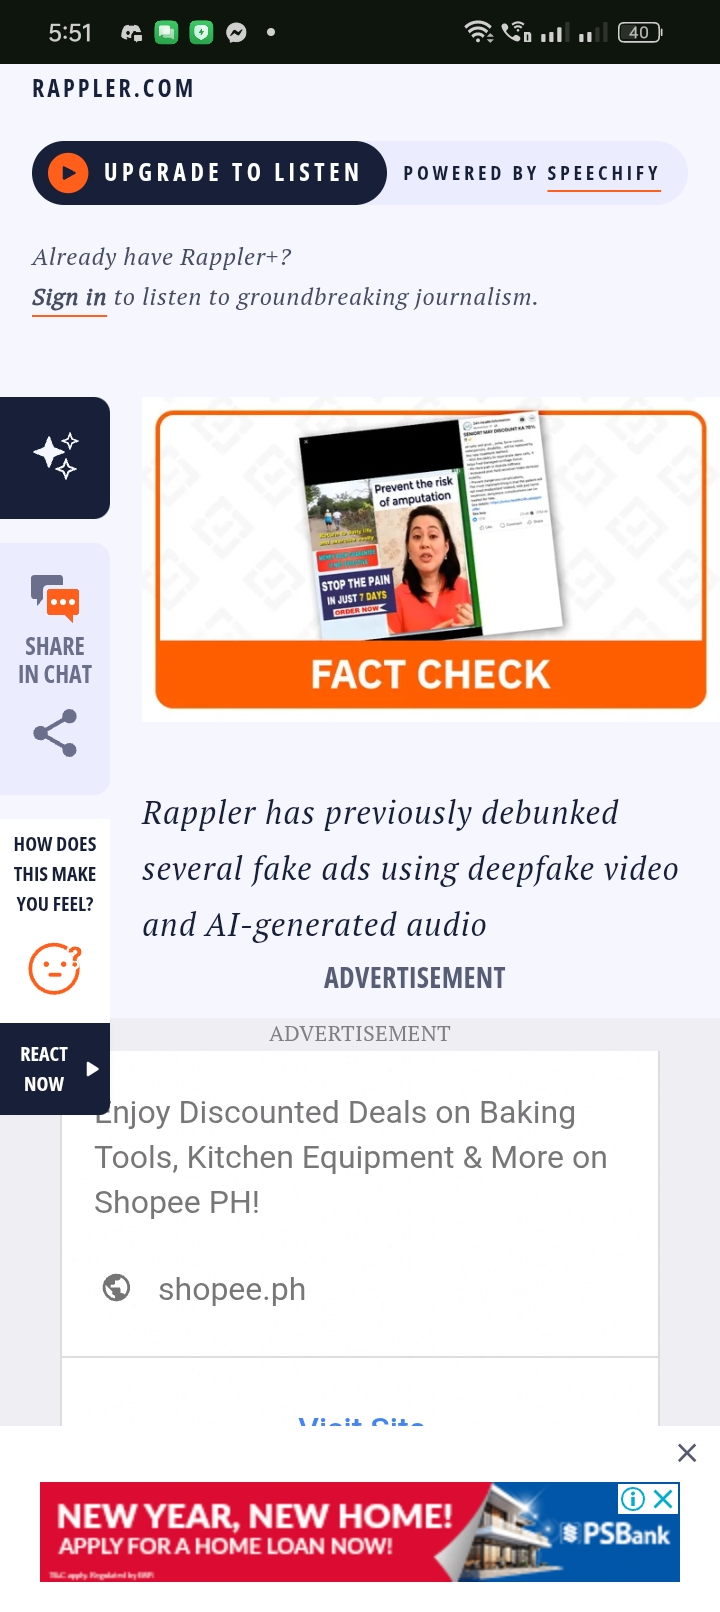 5:51
40
RAPPLER.COM
UPGRADE TO LISTEN
POWERED BY SPEECHIFY
Already have Rappler+?
Sign in to listen to groundbreaking journalism.
Prevent the risk
of amputation
STOP THE PAIN
IN JUST 7 DAYS
ORDER NOW
FACT CHECK
SHARE
IN CHAT
HOW DOES
THIS MAKE
YOU FEEL?
REACT
NOW
Rappler has previously debunked
several fake ads using deepfake video
and AI-generated audio
ADVERTISEMENT
ADVERTISEMENT
Enjoy Discounted Deals on Baking
Tools, Kitchen Equipment & More on
Shopee PH!
shopee.ph
Visit Site
NEW YEAR, NEW HOME!
APPLY FOR A HOME LOAN NOW!
PSBank